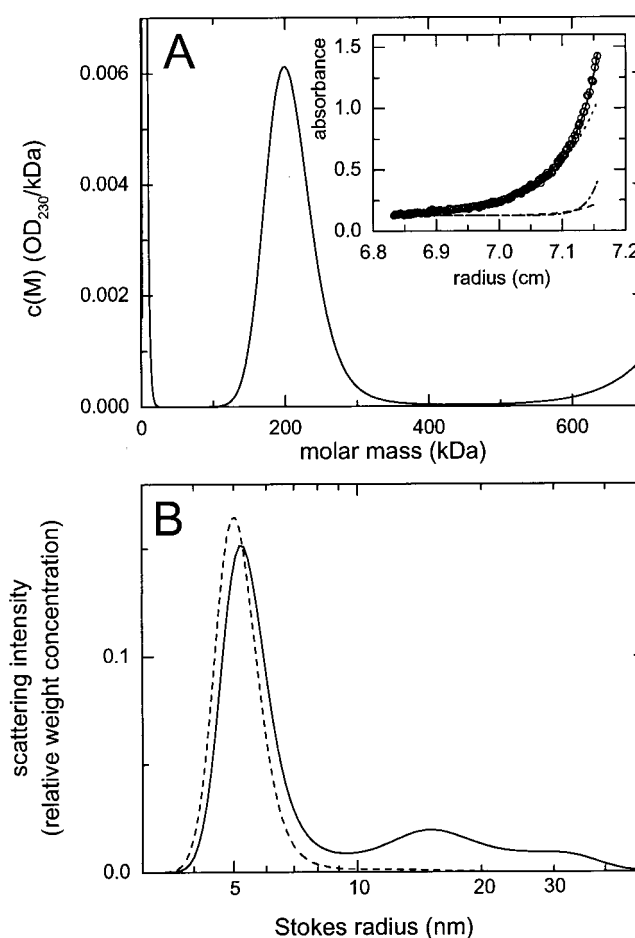 A
c(M) (OD230/kDa)
0.006
0.004
0.002
0.000
0
200
400
600
molar mass (kDa)
absorbance
1.5
1.0
0.5
0.0
6.8
6.9
7.0
7.1
7.2
radius (cm)
B
scattering intensity
(relative weight concentration)
0.1
0.0
5
10
20
30
Stokes radius (nm)